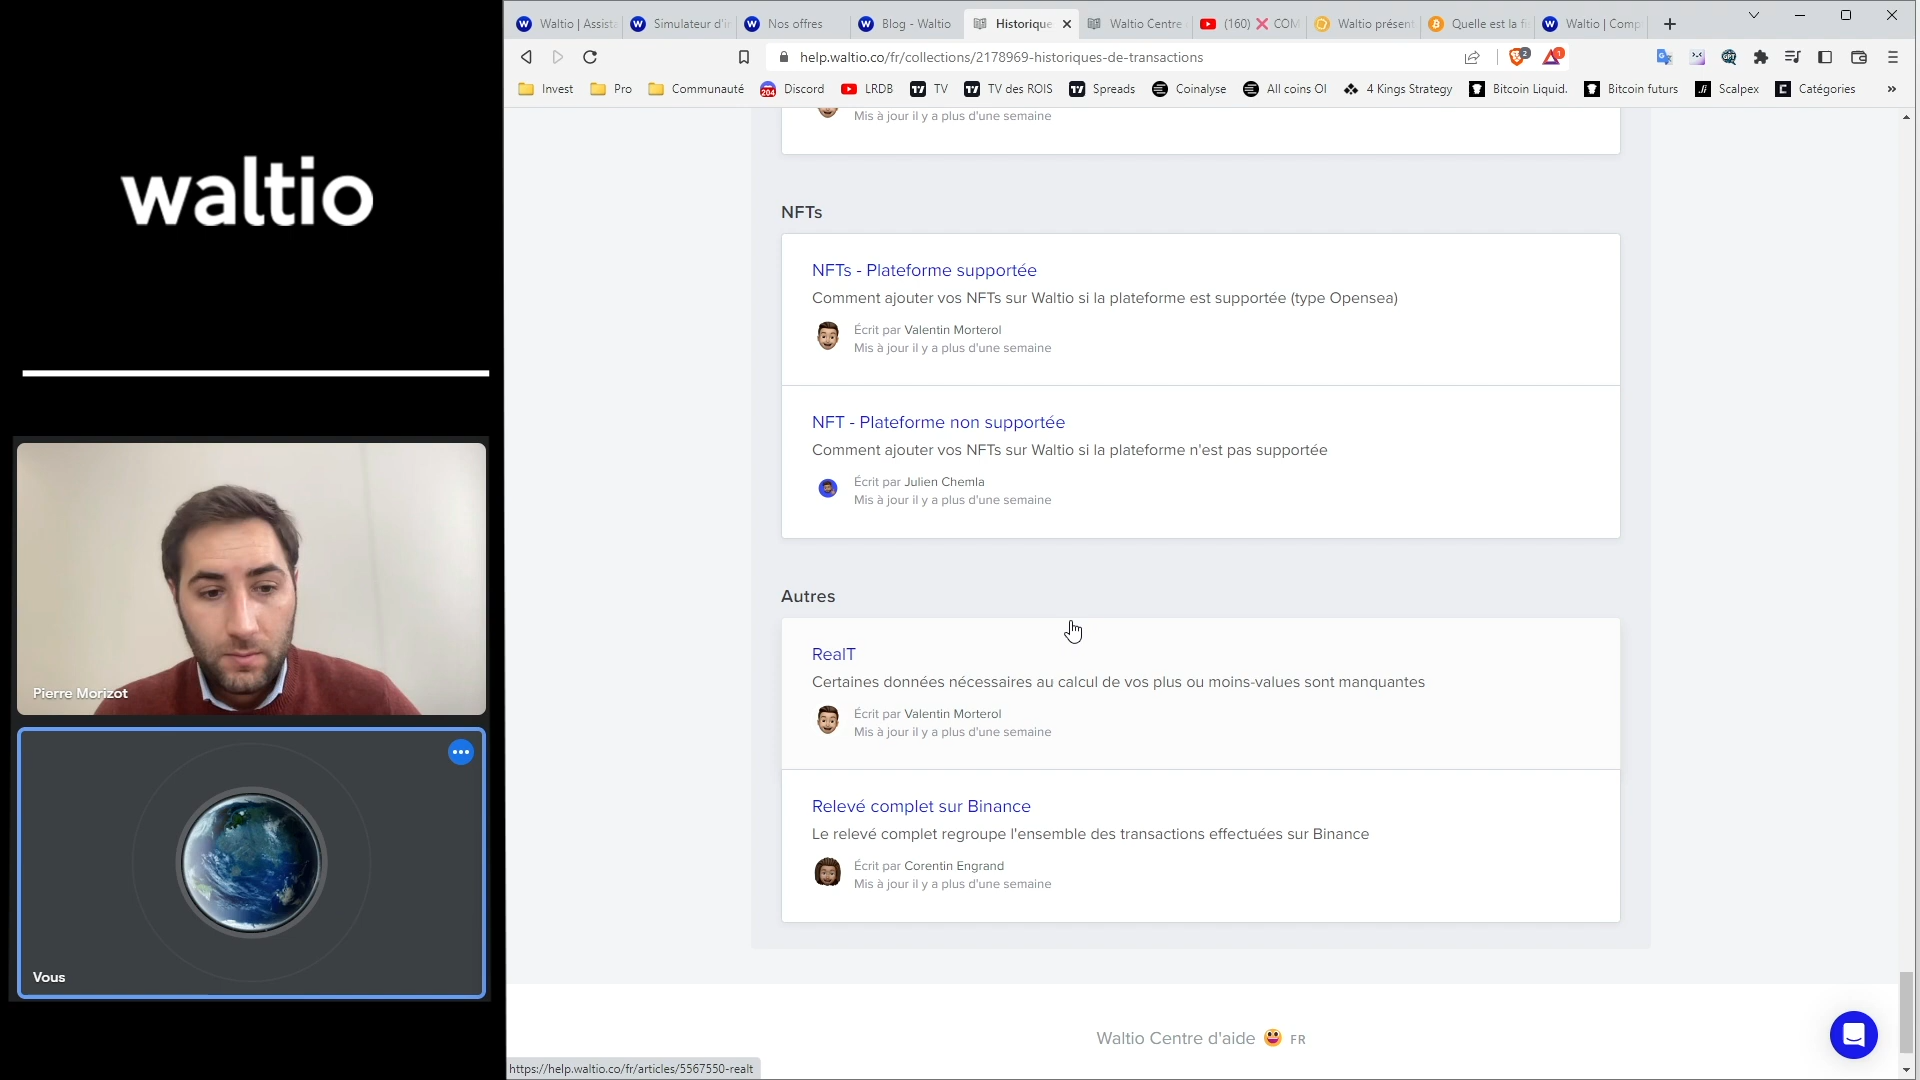 Waltio | Assist
Simulateur d'i
Nos offres
Blog - Waltio
Historique
Waltio Centre
(160) ❌ COM
Waltio présen
Quelle est la fi
Waltio | Comp
help.waltio.co/fr/collections/2178969-historiques-de-transactions
Invest
Pro
Communauté
Discord
LRDB
TV
TV des ROIS
Spreads
Coinalyse
All coins OI
4 Kings Strategy
Bitcoin Liquid.
Bitcoin futurs
Scalpex
Catégories
»
waltio
Pierre Morizot
Vous
Mis à jour il y a plus d'une semaine
NFTs
NFTs - Plateforme supportée
Comment ajouter vos NFTs sur Waltio si la plateforme est supportée (type Opensea)
Écrit par Valentin Morterol
Mis à jour il y a plus d'une semaine
NFT - Plateforme non supportée
Comment ajouter vos NFTs sur Waltio si la plateforme n'est pas supportée
Écrit par Julien Chemla
Mis à jour il y a plus d'une semaine
Autres
RealT
Certaines données nécessaires au calcul de vos plus ou moins-values sont manquantes
Écrit par Valentin Morterol
Mis à jour il y a plus d'une semaine
Relevé complet sur Binance
Le relevé complet regroupe l'ensemble des transactions effectuées sur Binance
Écrit par Corentin Engrand
Mis à jour il y a plus d'une semaine
Waltio Centre d'aide 😀 FR
https://help.waltio.co/fr/articles/5567550-realt